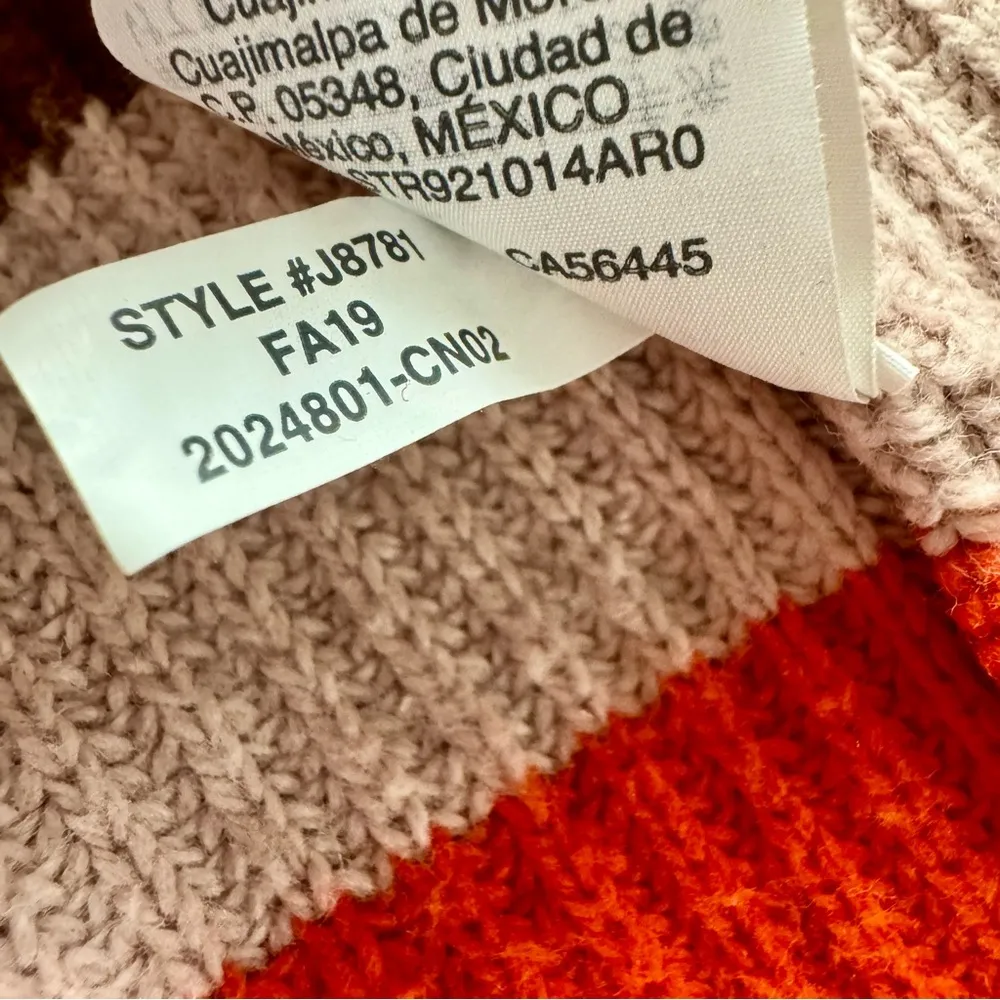 Cuajimalpa de
C.P. 05348, Ciudad de
México, MÉXICO
STR921014AR0
CA56445
STYLE #J8781
FA19
2024801-CN02